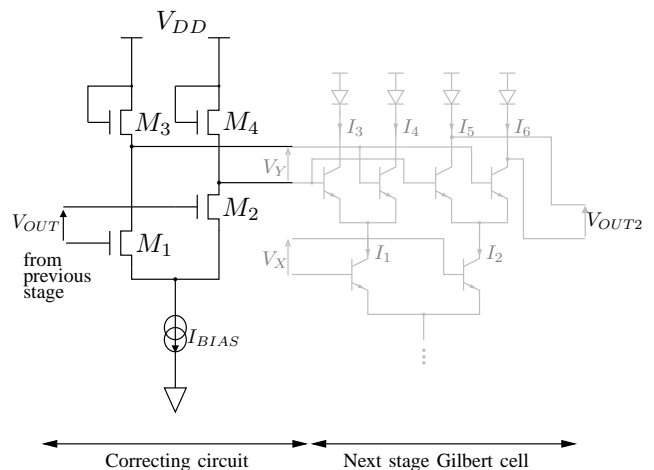 V_DD
M_3
M_4
I_3
I_4
I_5
I_6
V_Y
V_OUT
M_2
V_OUT2
M_1
from
previous
stage
V_X
I_1
I_2
I_BIAS
Correcting circuit
Next stage Gilbert cell